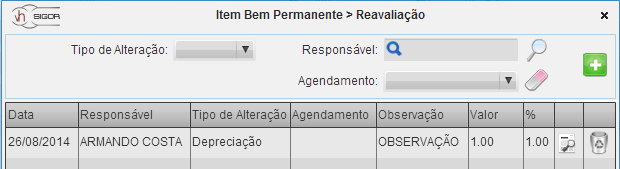 SIGOR
Item Bem Permanente > Reavaliação
Tipo de Alteração:
Responsável:
Agendamento:
Data Responsável Tipo de Alteração Agendamento Observação Valor %
26/08/2014 ARMANDO COSTA Depreciação OBSERVAÇÃO 1.00 1.00